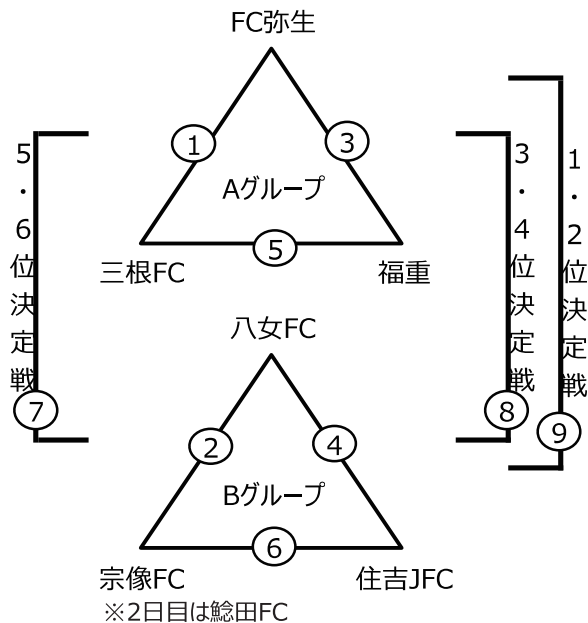 FC弥生
①
③
Aグループ
⑤
三根FC
福重
5・6位決定戦
⑦
3・4位決定戦
⑧
1・2位決定戦
⑨
八女FC
②
④
Bグループ
⑥
宗像FC
住吉JFC
※2日目は鯰田FC